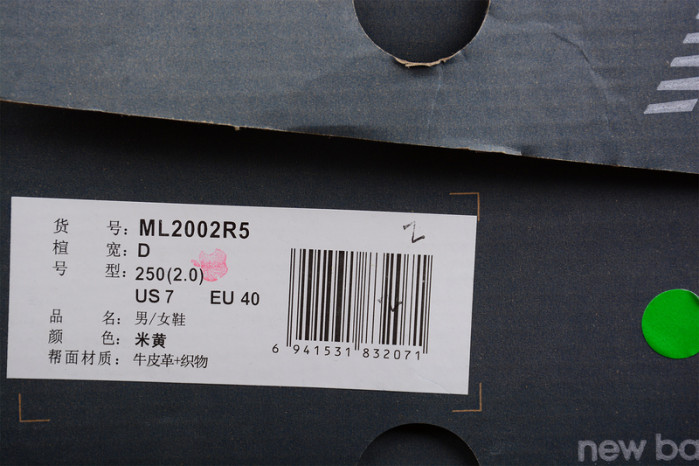 货 号: ML2002R5
楦 宽: D
号 型: 250(2.0)
US 7 EU 40
品 名: 男/女鞋
颜 色: 米黄
帮面材质: 牛皮革+织物
Z
6 941531 832071
new ba